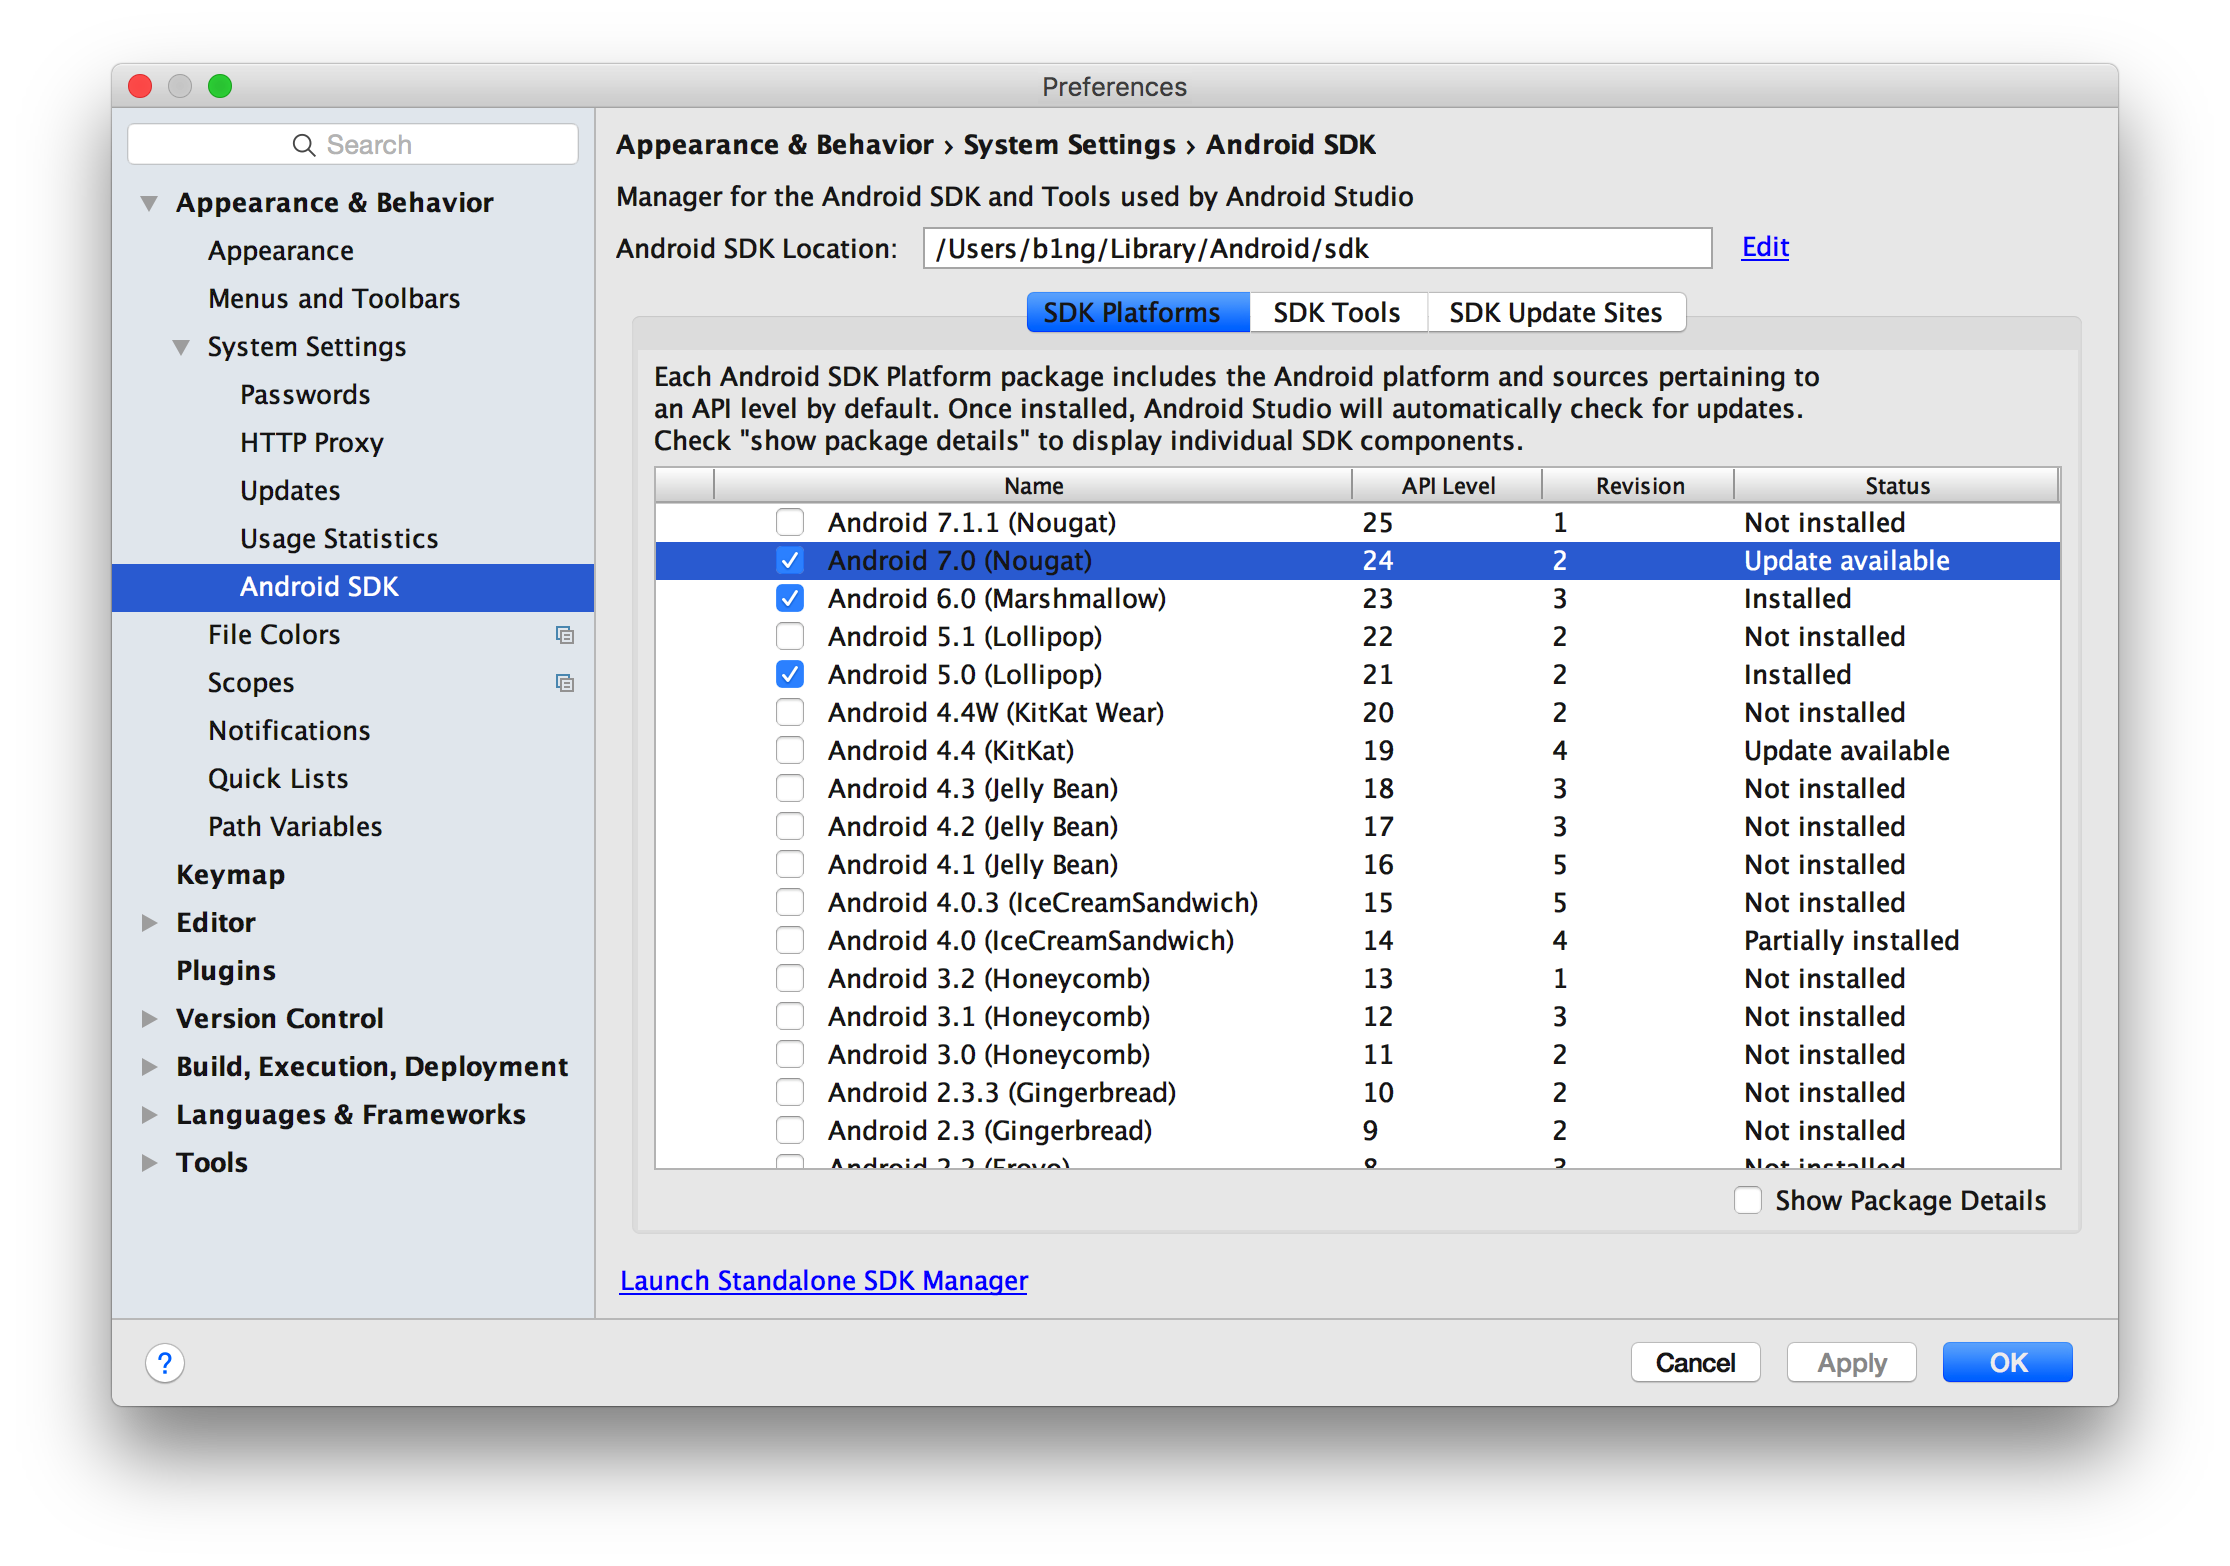 Preferences
Search
Appearance & Behavior
Appearance
Menus and Toolbars
System Settings
Passwords
HTTP Proxy
Updates
Usage Statistics
Android SDK
File Colors
Scopes
Notifications
Quick Lists
Path Variables
Keymap
Editor
Plugins
Version Control
Build, Execution, Deployment
Languages & Frameworks
Tools
Appearance & Behavior › System Settings › Android SDK
Manager for the Android SDK and Tools used by Android Studio
Android SDK Location: /Users/b1ng/Library/Android/sdk Edit
SDK Platforms SDK Tools SDK Update Sites
Each Android SDK Platform package includes the Android platform and sources pertaining to
an API level by default. Once installed, Android Studio will automatically check for updates.
Check "show package details" to display individual SDK components.
Name API Level Revision Status
Android 7.1.1 (Nougat) 25 1 Not installed
Android 7.0 (Nougat) 24 2 Update available
Android 6.0 (Marshmallow) 23 3 Installed
Android 5.1 (Lollipop) 22 2 Not installed
Android 5.0 (Lollipop) 21 2 Installed
Android 4.4W (KitKat Wear) 20 2 Not installed
Android 4.4 (KitKat) 19 4 Update available
Android 4.3 (Jelly Bean) 18 3 Not installed
Android 4.2 (Jelly Bean) 17 3 Not installed
Android 4.1 (Jelly Bean) 16 5 Not installed
Android 4.0.3 (IceCreamSandwich) 15 5 Not installed
Android 4.0 (IceCreamSandwich) 14 4 Partially installed
Android 3.2 (Honeycomb) 13 1 Not installed
Android 3.1 (Honeycomb) 12 3 Not installed
Android 3.0 (Honeycomb) 11 2 Not installed
Android 2.3.3 (Gingerbread) 10 2 Not installed
Android 2.3 (Gingerbread) 9 2 Not installed
Android 2.2 (Froyo) 8 3 Not installed
Show Package Details
Launch Standalone SDK Manager
? Cancel Apply OK